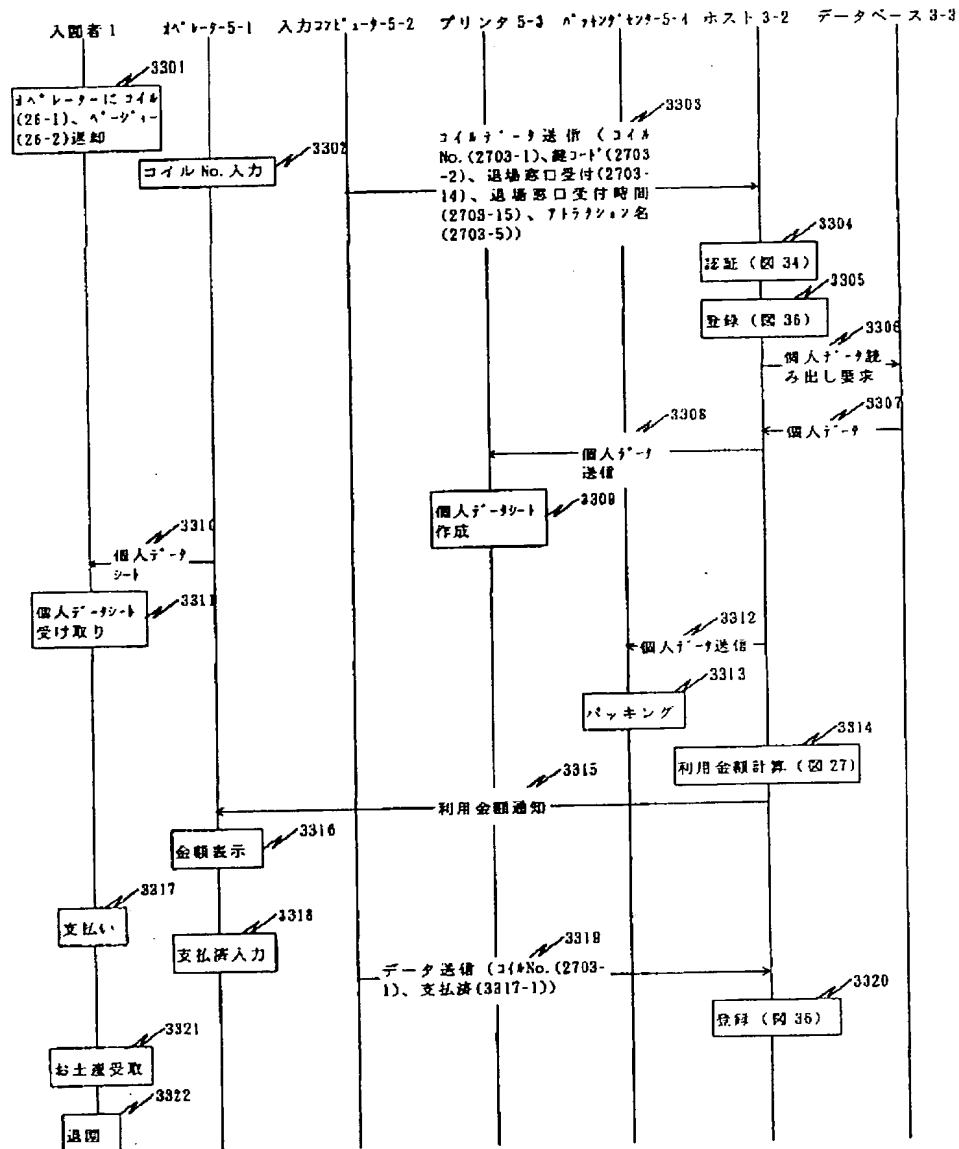 入園者 1
ｵﾍﾟﾚｰﾀｰ5-1
入力ｺﾝﾋﾟｭｰﾀｰ5-2
プリンタ 5-3
ﾊﾟｯｷﾝｸﾞｾﾝﾀｰ5-4
ホスト 3-2
データベース 3-3
3301
ｵﾍﾟﾚｰﾀｰにコイル
(26-1)、ﾍﾟｰｼﾞｬｰ
(26-2)返却
3302
コイル No. 入力
3303
コイルデータ送信 (コイル
No. (2703-1)、鍵ｺｰﾄﾞ(2703
-2)、退場窓口受付(2703-
14)、退場窓口受付時間
(2703-15)、ｱﾄﾗｸｼｮﾝ名
(2703-5))
3304
認証 (図 34)
3305
登録 (図 36)
3306
個人ﾃﾞｰﾀ読
み出し要求
3307
個人ﾃﾞｰﾀ
3308
個人ﾃﾞｰﾀ
送信
3309
個人ﾃﾞｰﾀｼｰﾄ
作成
3310
個人ﾃﾞｰﾀ
ｼｰﾄ
3311
個人ﾃﾞｰﾀｼｰﾄ
受け取り
3312
個人ﾃﾞｰﾀ送信
3313
パッキング
3314
利用金額計算 (図 27)
3315
利用金額通知
3316
金額表示
3317
支払い
3318
支払済入力
3319
データ送信 (ｺｲﾙNo. (2703-
1)、支払済(3317-1))
3320
登録 (図 36)
3321
お土産受取
3322
退園